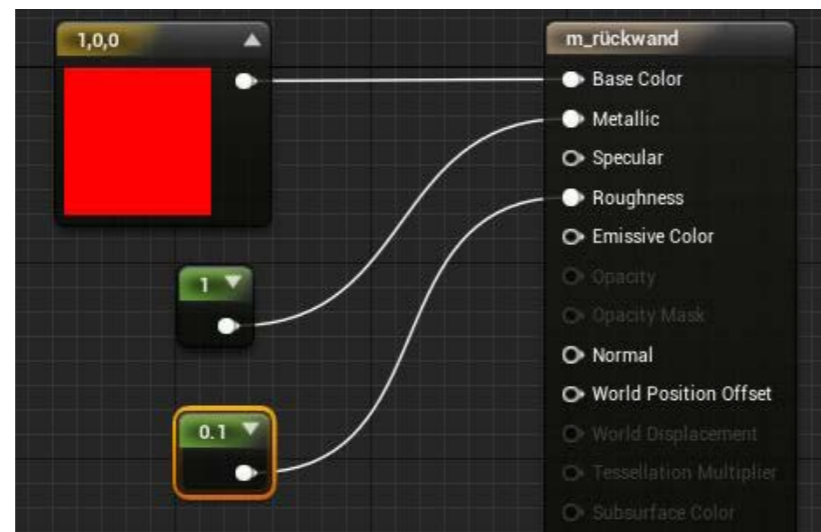 1,0,0
1
0.1
m_rückwand
Base Color
Metallic
Specular
Roughness
Emissive Color
Opacity
Opacity Mask
Normal
World Position Offset
World Displacement
Tessellation Multiplier
Subsurface Color